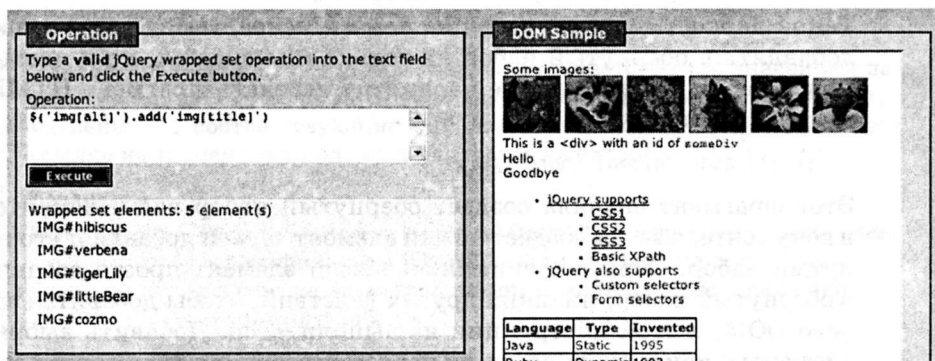 Operation
Type a valid jQuery wrapped set operation into the text field
below and click the Execute button.
Operation:
$('img[alt]').add('img[title]')
Execute
Wrapped set elements: 5 element(s)
IMG#hibiscus
IMG#verbena
IMG#tigerLily
IMG#littleBear
IMG#cozmo
DOM Sample
Some images:
This is a <div> with an id of someDiv
Hello
Goodbye
• jQuery supports
• CSS1
• CSS2
• CSS3
• Basic XPath
• jQuery also supports
• Custom selectors
• Form selectors
Language Type Invented
Java Static 1995